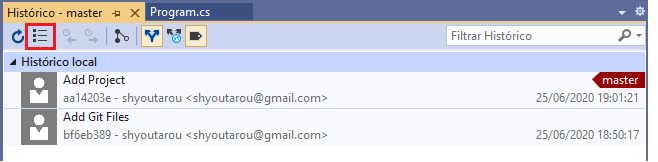 Histórico - master Program.cs
Filtrar Histórico
Histórico local
Add Project master
aa14203e - shyoutarou <shyoutarou@gmail.com> 25/06/2020 19:01:21
Add Git Files
bf6eb389 - shyoutarou <shyoutarou@gmail.com> 25/06/2020 18:50:17